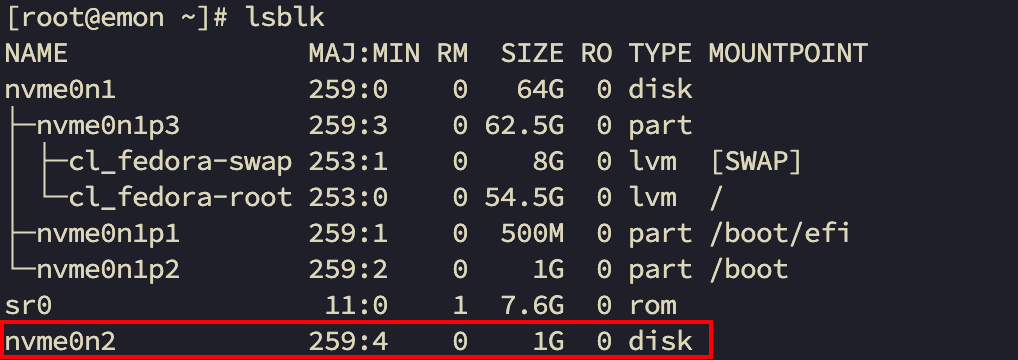 [root@emon ~]# lsblk
NAME               MAJ:MIN RM  SIZE RO TYPE MOUNTPOINT
nvme0n1            259:0    0   64G  0 disk
├─nvme0n1p3        259:3    0 62.5G  0 part
│ ├─cl_fedora-swap 253:1    0    8G  0 lvm  [SWAP]
│ └─cl_fedora-root 253:0    0 54.5G  0 lvm  /
├─nvme0n1p1        259:1    0  500M  0 part /boot/efi
└─nvme0n1p2        259:2    0    1G  0 part /boot
sr0                 11:0    1  7.6G  0 rom
nvme0n2            259:4    0    1G  0 disk